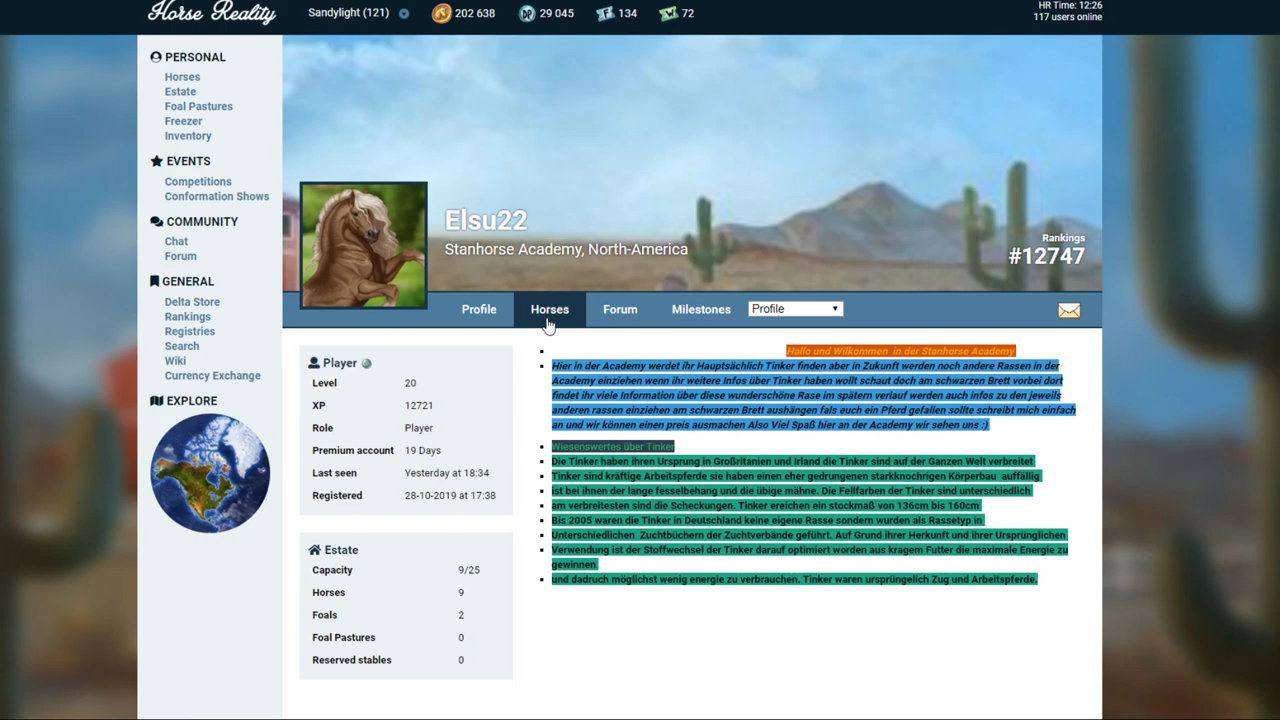 Horse Reality
Sandylight (121) 202 638 29 045 134 72
HR Time: 12:26
117 users online
PERSONAL
Horses
Estate
Foal Pastures
Freezer
Inventory
EVENTS
Competitions
Conformation Shows
COMMUNITY
Chat
Forum
GENERAL
Delta Store
Rankings
Registries
Search
Wiki
Currency Exchange
EXPLORE
Elsu22
Stanhorse Academy, North-America
Rankings
#12747
Profile Horses Forum Milestones Profile
Player
Level 20
XP 12721
Role Player
Premium account 19 Days
Last seen Yesterday at 18:34
Registered 28-10-2019 at 17:38
Estate
Capacity 9/25
Horses 9
Foals 2
Foal Pastures 0
Reserved stables 0
Hallo und Wilkommen in der Stanhorse Academy
Hier in der Academy werdet ihr Hauptsächlich Tinker finden aber in Zukunft werden noch andere Rassen in der
Academy einziehen wenn ihr weitere Infos über Tinker haben wollt schaut doch am schwarzen Brett vorbei dort
findet ihr viele Information über diese wunderschöne Rase im spätern verlauf werden auch infos zu den jeweils
anderen rassen einziehen am schwarzen Brett aushängen fals euch ein Pferd gefallen sollte schreibt mich einfach
an und wir können einen preis ausmachen Also Viel Spaß hier an der Academy wir sehen uns :)
Wiesenswertes über Tinker
Die Tinker haben ihren Ursprung in Großritanien und Irland die Tinker sind auf der Ganzen Welt verbreitet
Tinker sind kräftige Arbeitspferde sie haben einen eher gedrungenen starkknochrigen Körperbau auffällig
ist bei ihnen der lange fesselbehang und die übige mähne. Die Fellfarben der Tinker sind unterschiedlich
am verbreitesten sind die Scheckungen. Tinker ereichen ein stockmaß von 136cm bis 160cm
Bis 2005 waren die Tinker in Deutschland keine eigene Rasse sondern wurden als Rassetyp in
Unterschiedlichen Zuchtbüchern der Zuchtverbände geführt. Auf Grund ihrer Herkunft und ihrer Ursprünglichen
Verwendung ist der Stoffwechsel der Tinker darauf optimiert worden aus kragem Futter die maximale Energie zu
gewinnen
und dadruch möglichst wenig energie zu verbrauchen. Tinker waren ursprüngelich Zug und Arbeitspferde.